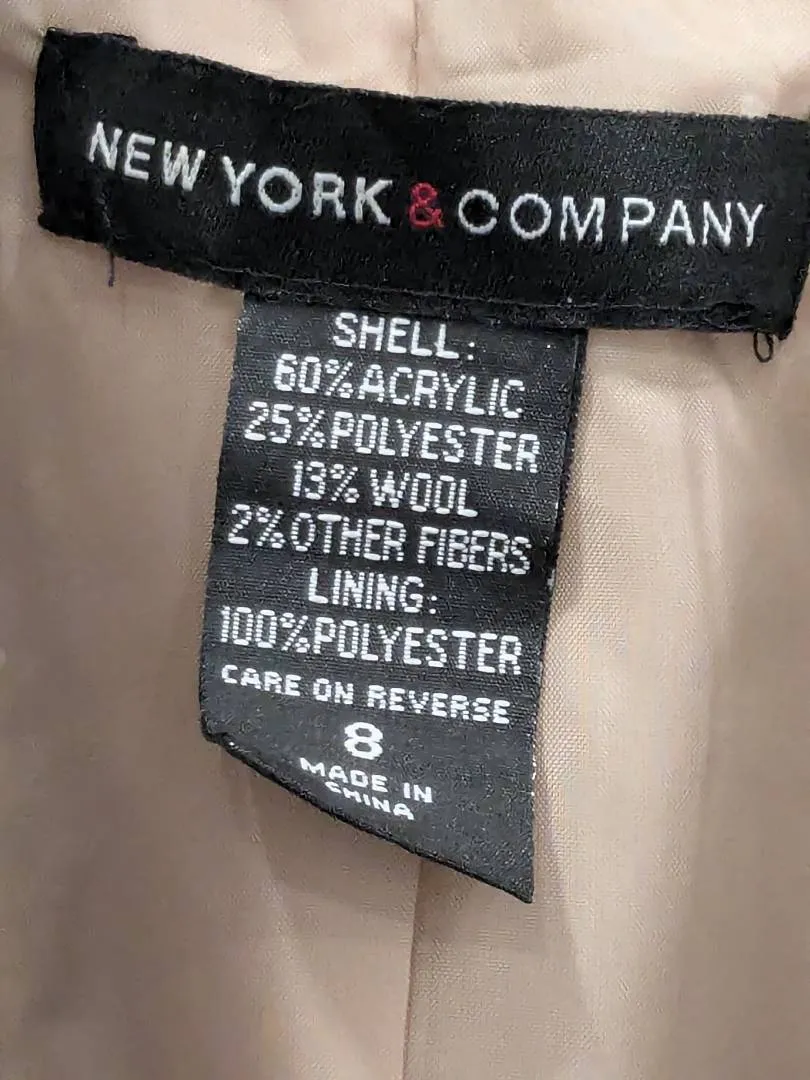 NEW YORK & COMPANY
SHELL:
60% ACRYLIC
25% POLYESTER
13% WOOL
2% OTHER FIBERS
LINING:
100% POLYESTER
CARE ON REVERSE
8
MADE IN
CHINA